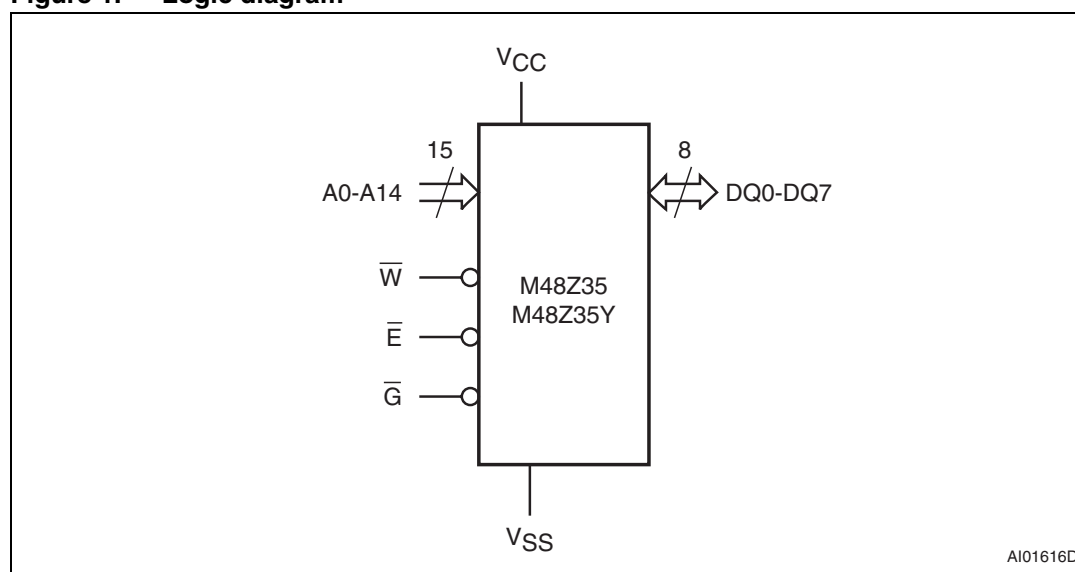 Figure 1. Logic diagram
VCC
15
8
A0-A14
DQ0-DQ7
W̅
M48Z35
M48Z35Y
E̅
G̅
VSS
AI01616D